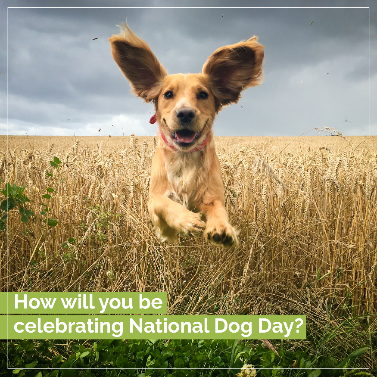 How will you be
celebrating National Dog Day?